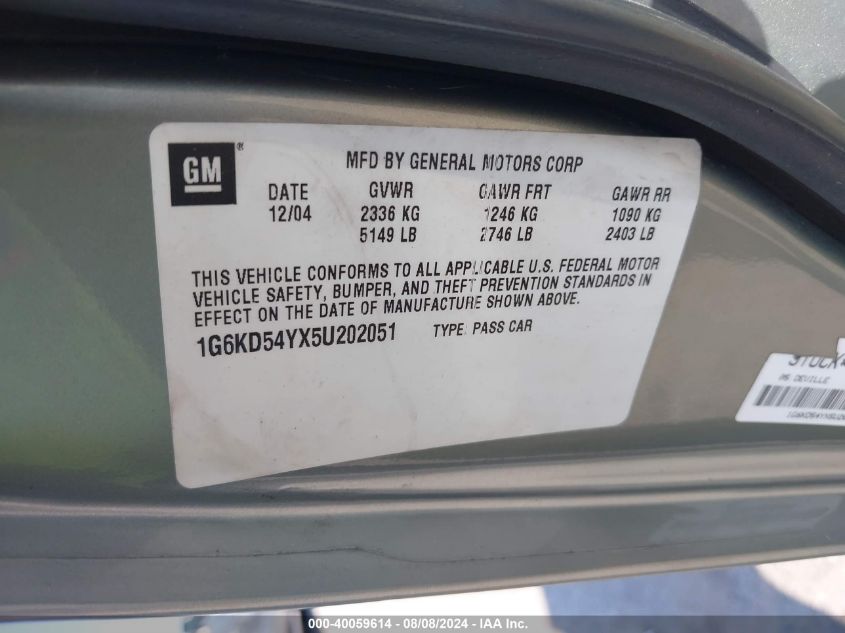 GM ®
MFD BY GENERAL MOTORS CORP
DATE GVWR GAWR FRT GAWR RR
12/04 2336 KG 1246 KG 1090 KG
5149 LB 2746 LB 2403 LB
THIS VEHICLE CONFORMS TO ALL APPLICABLE U.S. FEDERAL MOTOR
VEHICLE SAFETY, BUMPER, AND THEFT PREVENTION STANDARDS IN
EFFECT ON THE DATE OF MANUFACTURE SHOWN ABOVE.
1G6KD54YX5U202051 TYPE: PASS CAR
STOCK
DEVILLE
000-40059614 - 08/08/2024 - IAA Inc.